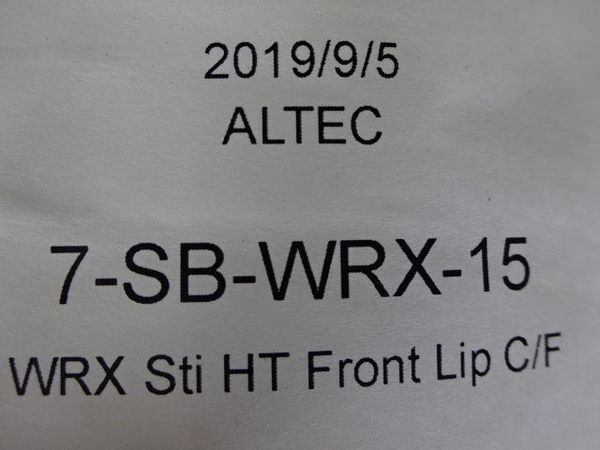 2019/9/5
ALTEC
7-SB-WRX-15
WRX Sti HT Front Lip C/F